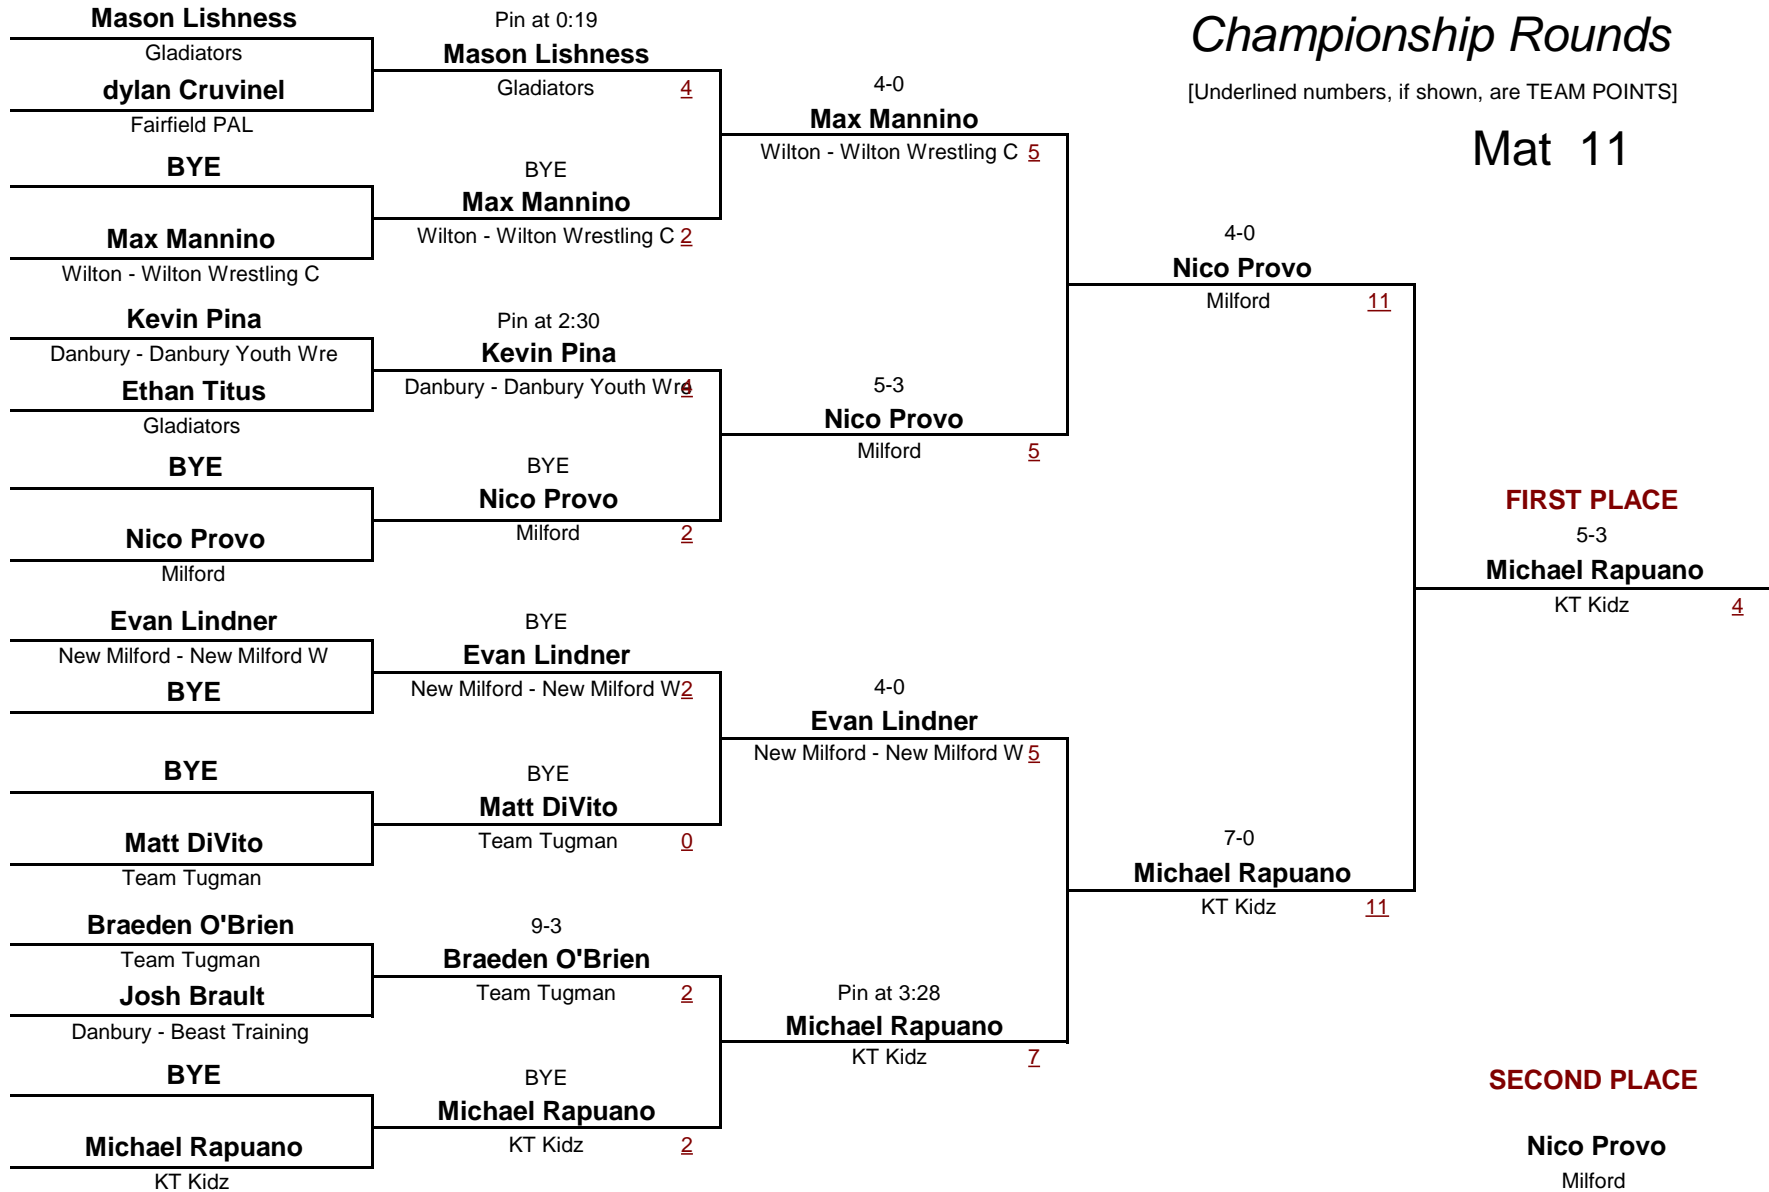 Championship Rounds
[Underlined numbers, if shown, are TEAM POINTS]
Mat 11
Mason Lishness
Gladiators
dylan Cruvinel
Fairfield PAL
BYE
Max Mannino
Wilton - Wilton Wrestling C
Kevin Pina
Danbury - Danbury Youth Wre
Ethan Titus
Gladiators
BYE
Nico Provo
Milford
Evan Lindner
New Milford - New Milford W
BYE
BYE
Matt DiVito
Team Tugman
Braeden O'Brien
Team Tugman
Josh Brault
Danbury - Beast Training
BYE
Michael Rapuano
KT Kidz
Pin at 0:19
Mason Lishness
Gladiators 4
BYE
Max Mannino
Wilton - Wilton Wrestling C 2
Pin at 2:30
Kevin Pina
Danbury - Danbury Youth Wre 4
BYE
Nico Provo
Milford 2
BYE
Evan Lindner
New Milford - New Milford W 2
BYE
Matt DiVito
Team Tugman 0
9-3
Braeden O'Brien
Team Tugman 2
BYE
Michael Rapuano
KT Kidz 2
4-0
Max Mannino
Wilton - Wilton Wrestling C 5
5-3
Nico Provo
Milford 5
4-0
Evan Lindner
New Milford - New Milford W 5
Pin at 3:28
Michael Rapuano
KT Kidz 7
4-0
Nico Provo
Milford 11
7-0
Michael Rapuano
KT Kidz 11
FIRST PLACE
5-3
Michael Rapuano
KT Kidz 4
SECOND PLACE
Nico Provo
Milford